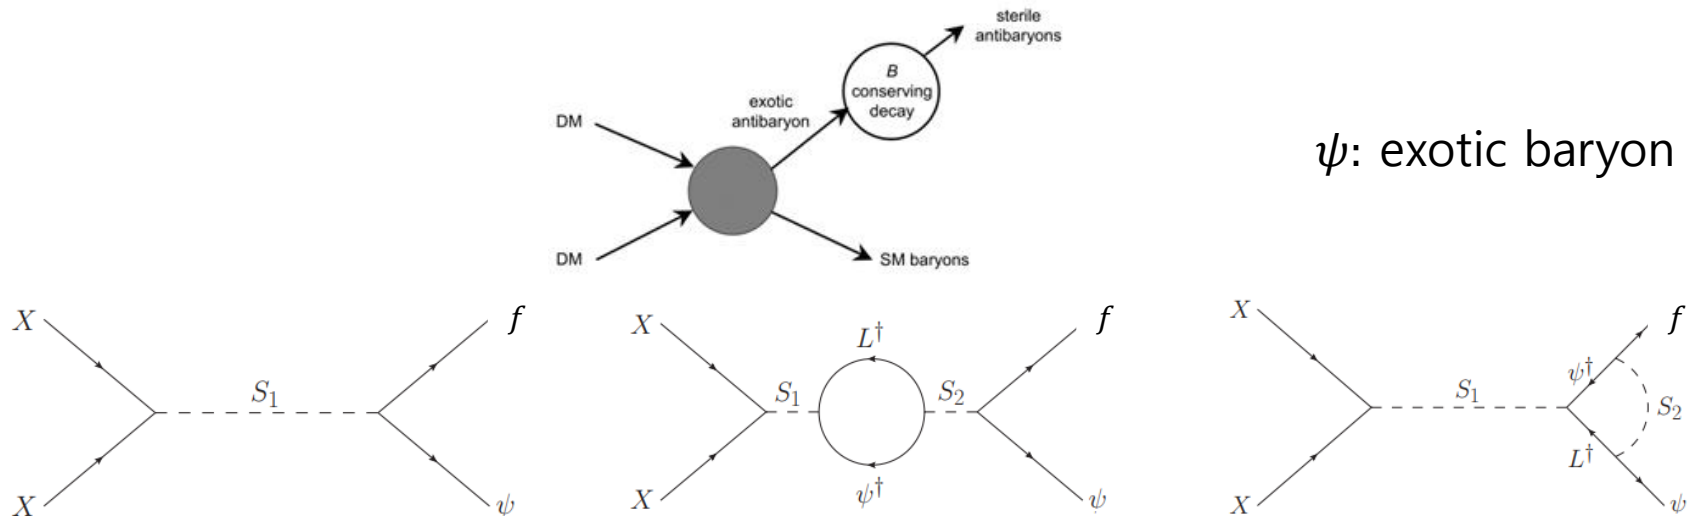 sterile
antibaryons
B
conserving
decay
exotic
antibaryon
DM
DM
SM baryons
ψ: exotic baryon
X
X
S₁
f
ψ
X
X
S₁
L†
ψ†
S₂
f
ψ
X
X
S₁
ψ†
L†
S₂
f
ψ